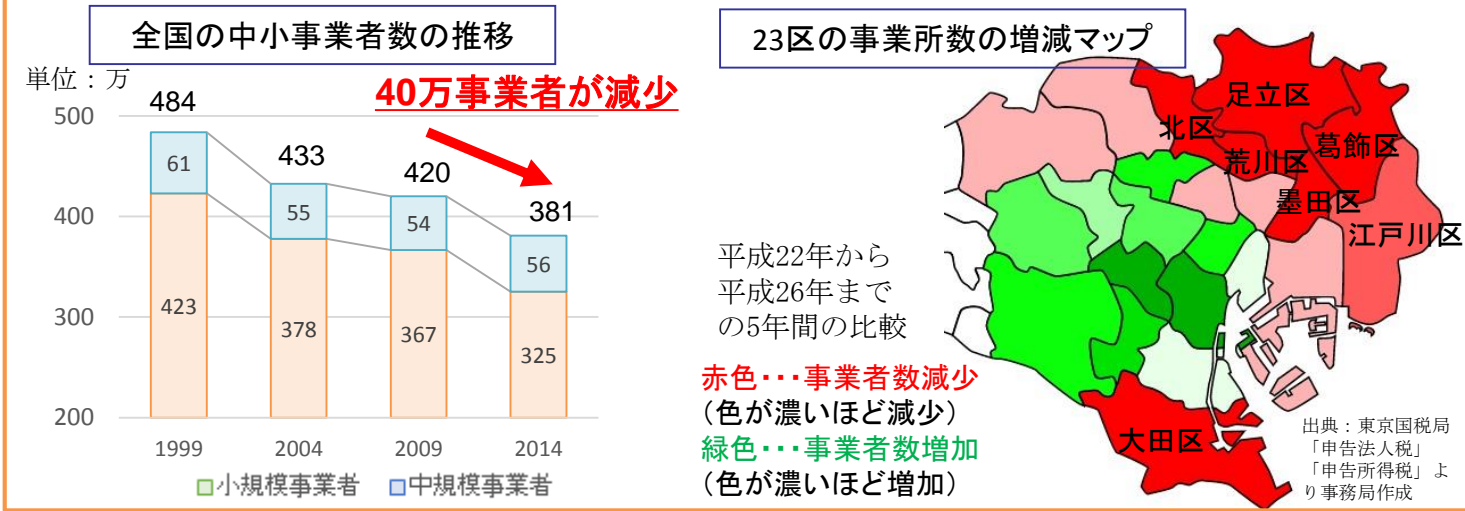 全国の中小事業者数の推移
単位：万
40万事業者が減少
500
400
300
200
484
433
420
381
61
55
54
56
423
378
367
325
1999
2004
2009
2014
小規模事業者 中規模事業者
23区の事業所数の増減マップ
足立区
北区
葛飾区
荒川区
墨田区
江戸川区
大田区
平成22年から
平成26年まで
の5年間の比較
赤色・・・事業者数減少
（色が濃いほど減少）
緑色・・・事業者数増加
（色が濃いほど増加）
出典：東京国税局
「申告法人税」
「申告所得税」よ
り事務局作成